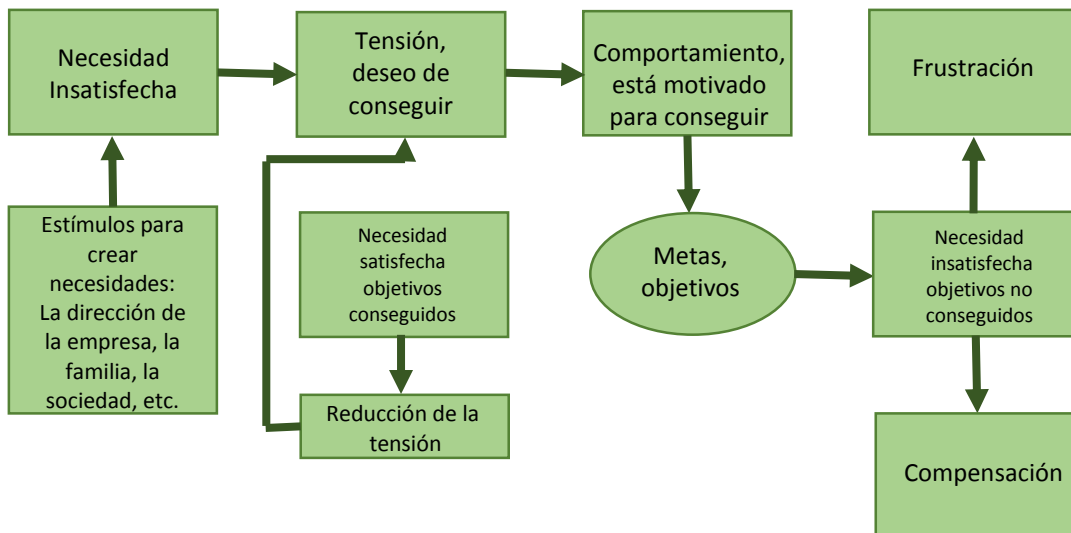 Necesidad
Insatisfecha
Tensión,
deseo de
conseguir
Comportamiento,
está motivado
para conseguir
Frustración
Estímulos para
crear
necesidades:
La dirección de
la empresa, la
familia, la
sociedad, etc.
Necesidad
satisfecha
objetivos
conseguidos
Metas,
objetivos
Necesidad
insatisfecha
objetivos no
conseguidos
Reducción de la
tensión
Compensación